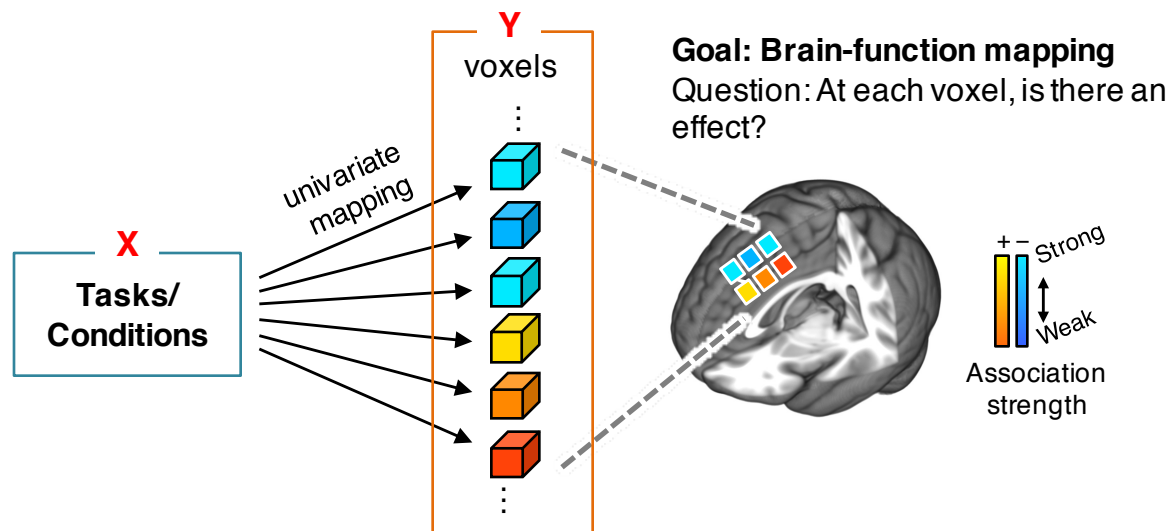 X
Tasks/
Conditions
univariate
mapping
Y
voxels
...
...
Goal: Brain-function mapping
Question: At each voxel, is there an
effect?
+ −
Strong
Weak
Association
strength